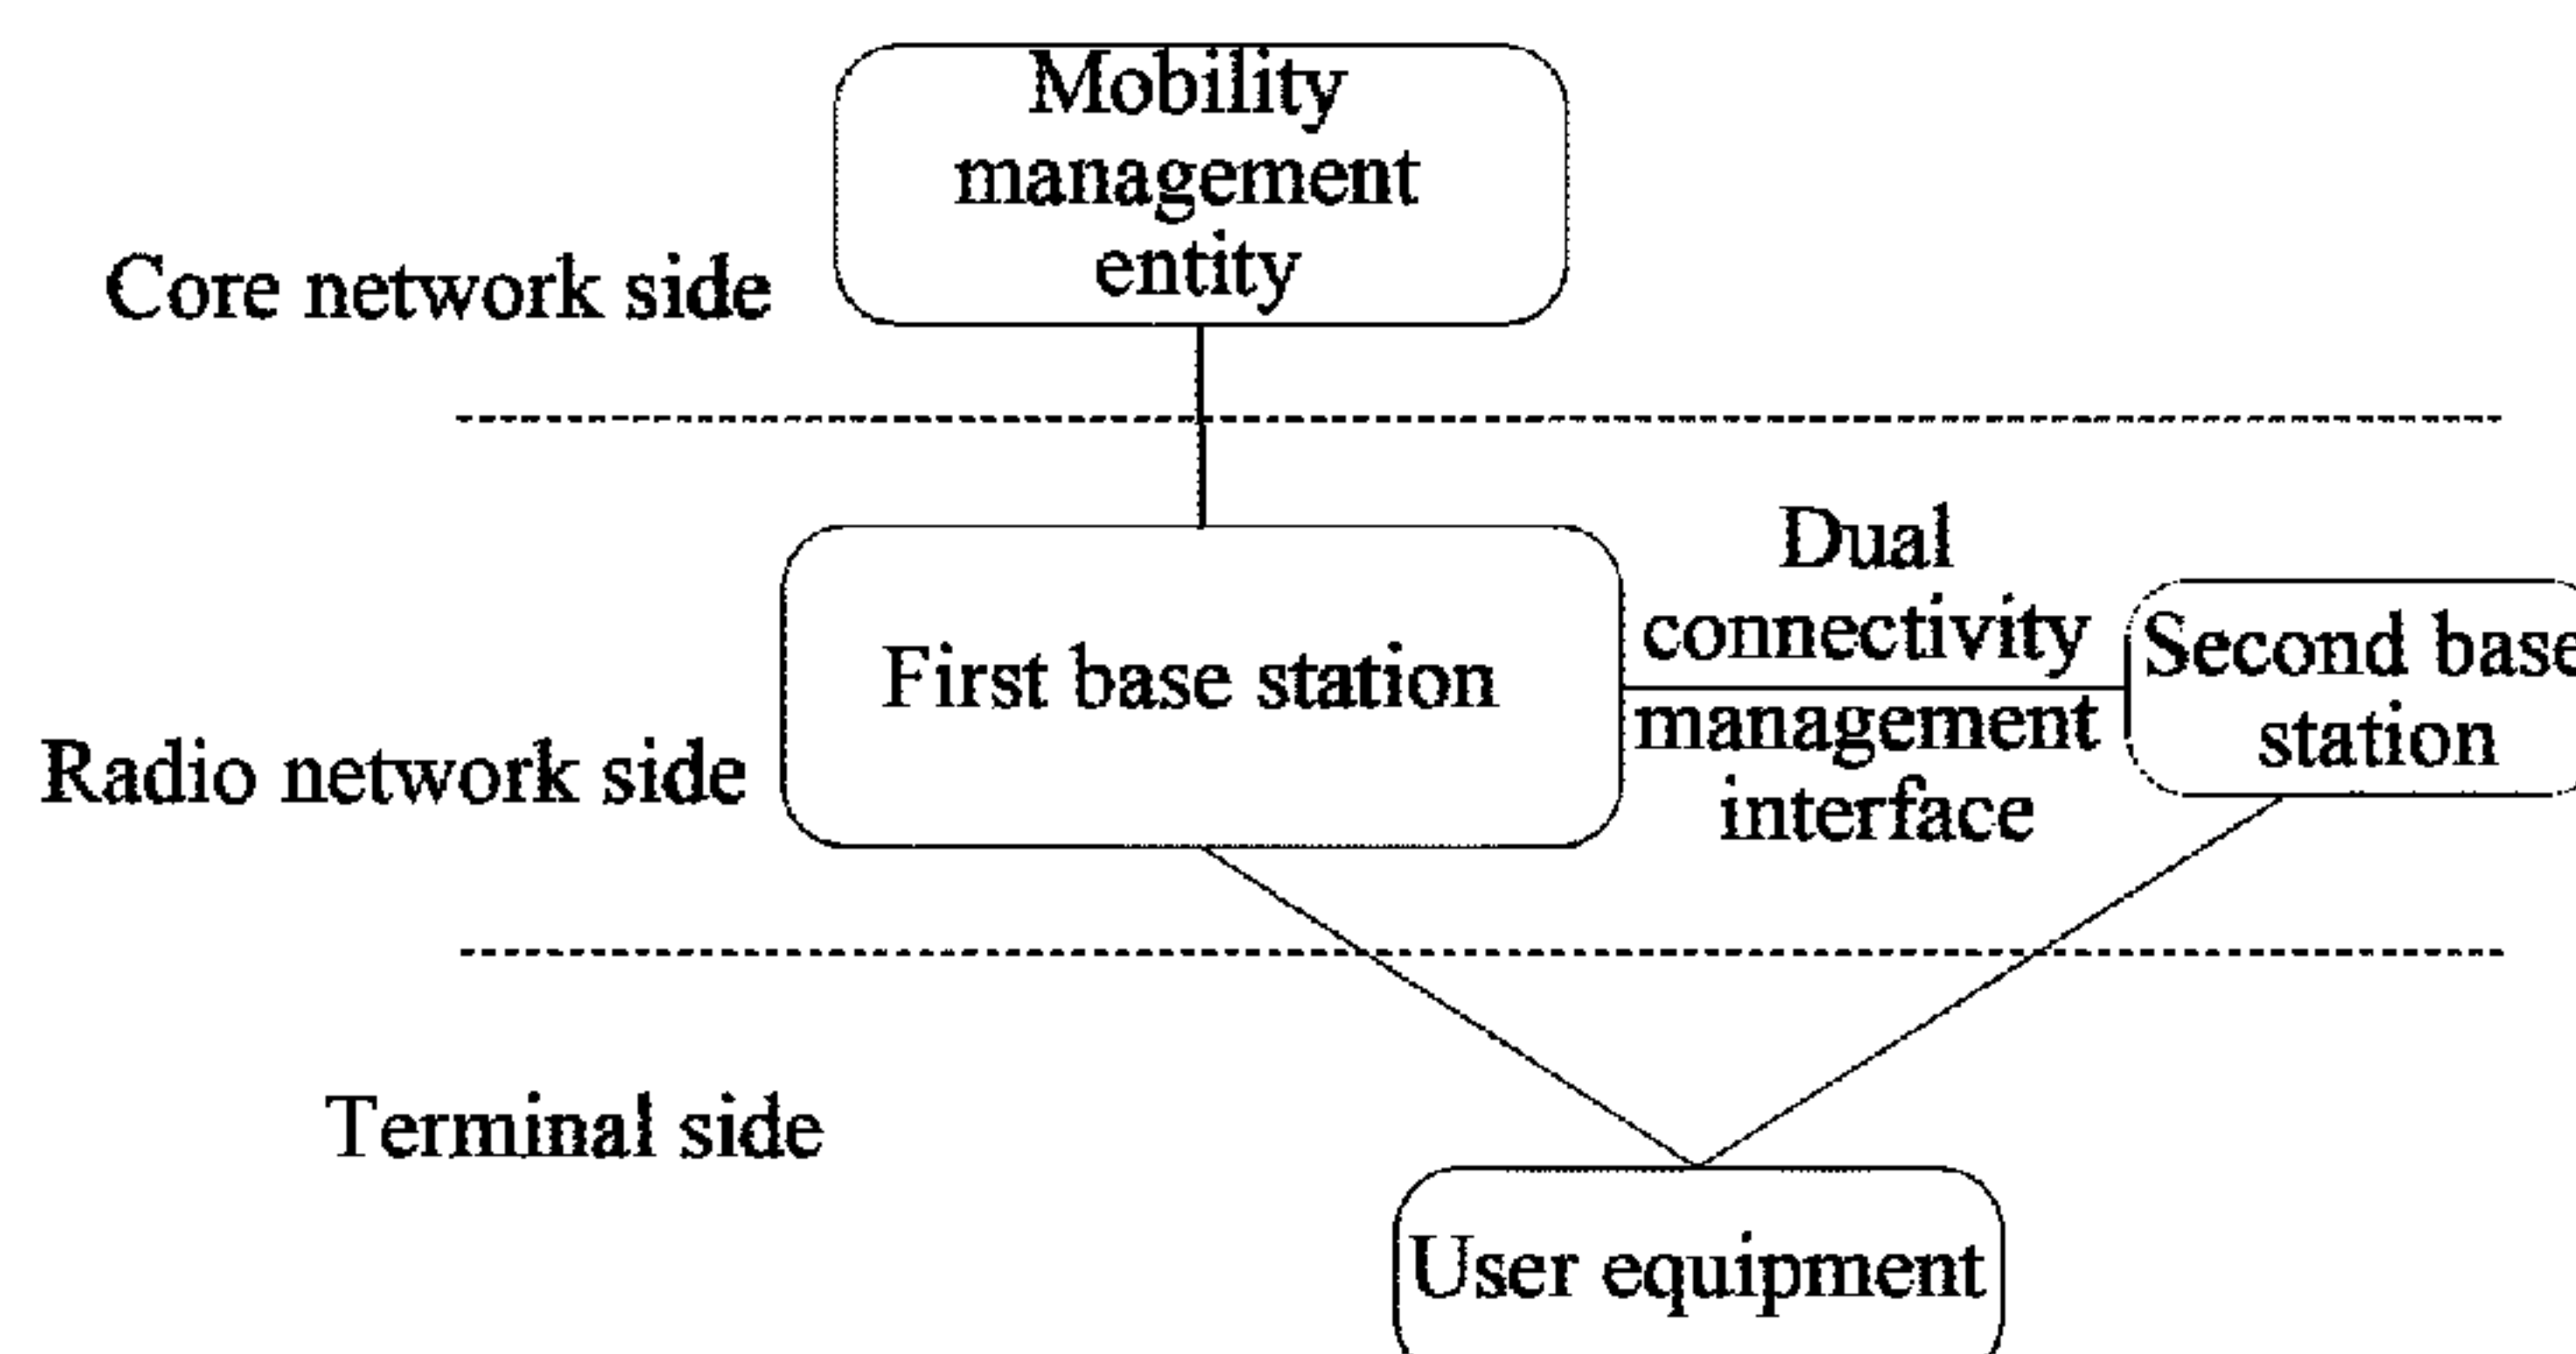 Mobility
management
entity
Core network side
Dual
connectivity
management
interface
First base station
Second base
station
Radio network side
Terminal side
User equipment